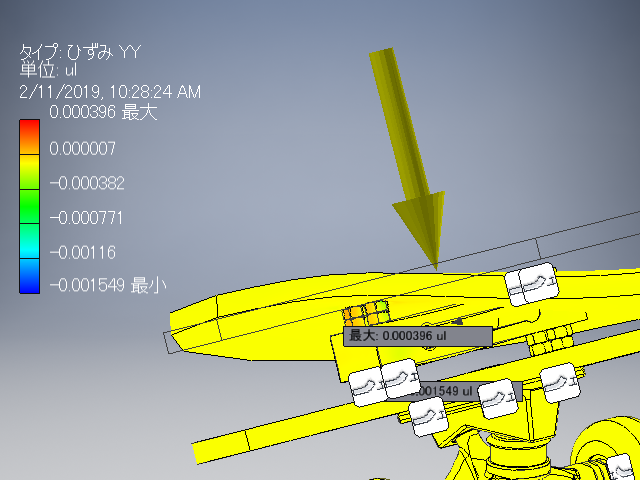 タイプ: ひずみ YY
単位: ul
2/11/2019, 10:28:24 AM
0.000396 最大
0.000007
-0.000382
-0.000771
-0.00116
-0.001549 最小
最大: 0.000396 ul
.001549 ul